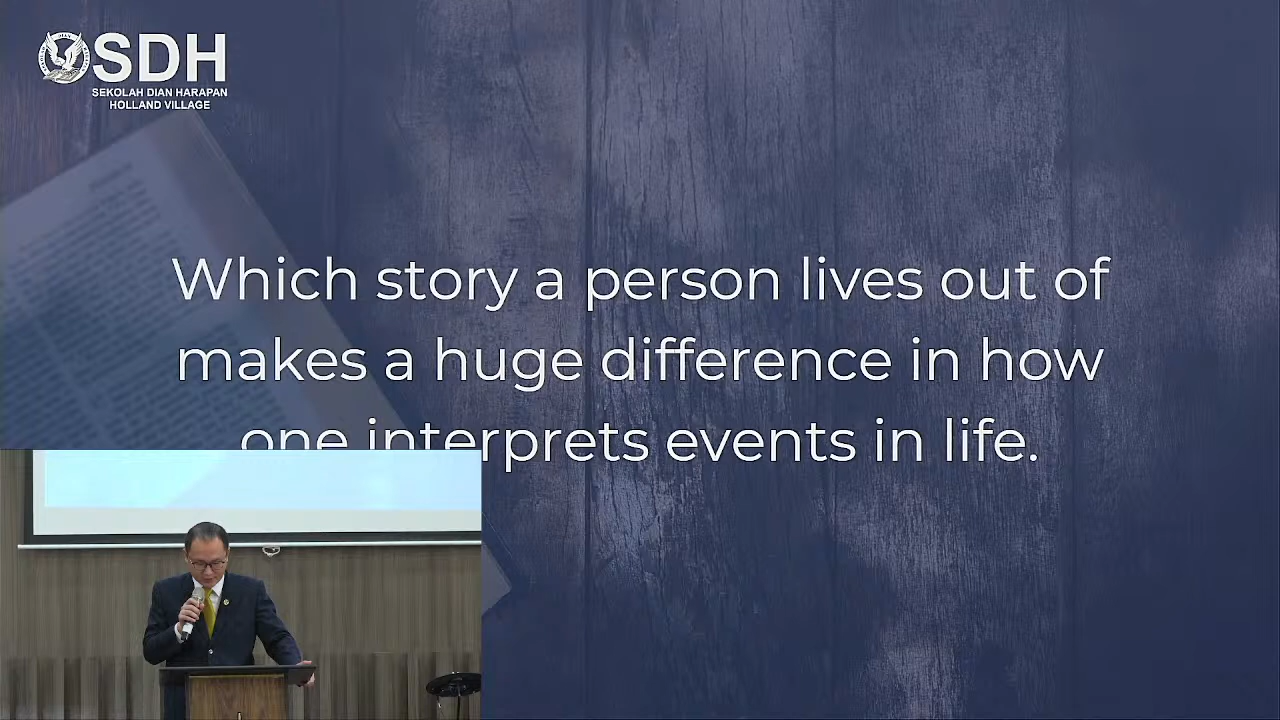 SDH
SEKOLAH DIAN HARAPAN
HOLLAND VILLAGE
Which story a person lives out of
makes a huge difference in how
one interprets events in life.